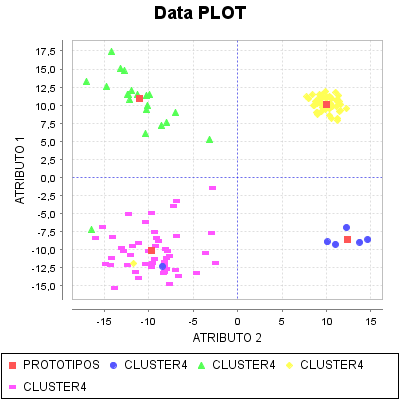 Data PLOT
ATRIBUTO 1
17,5
15,0
12,5
10,0
7,5
5,0
2,5
0,0
-2,5
-5,0
-7,5
-10,0
-12,5
-15,0
-15 -10 -5 0 5 10 15
ATRIBUTO 2
PROTOTIPOS CLUSTER4 CLUSTER4 CLUSTER4
CLUSTER4